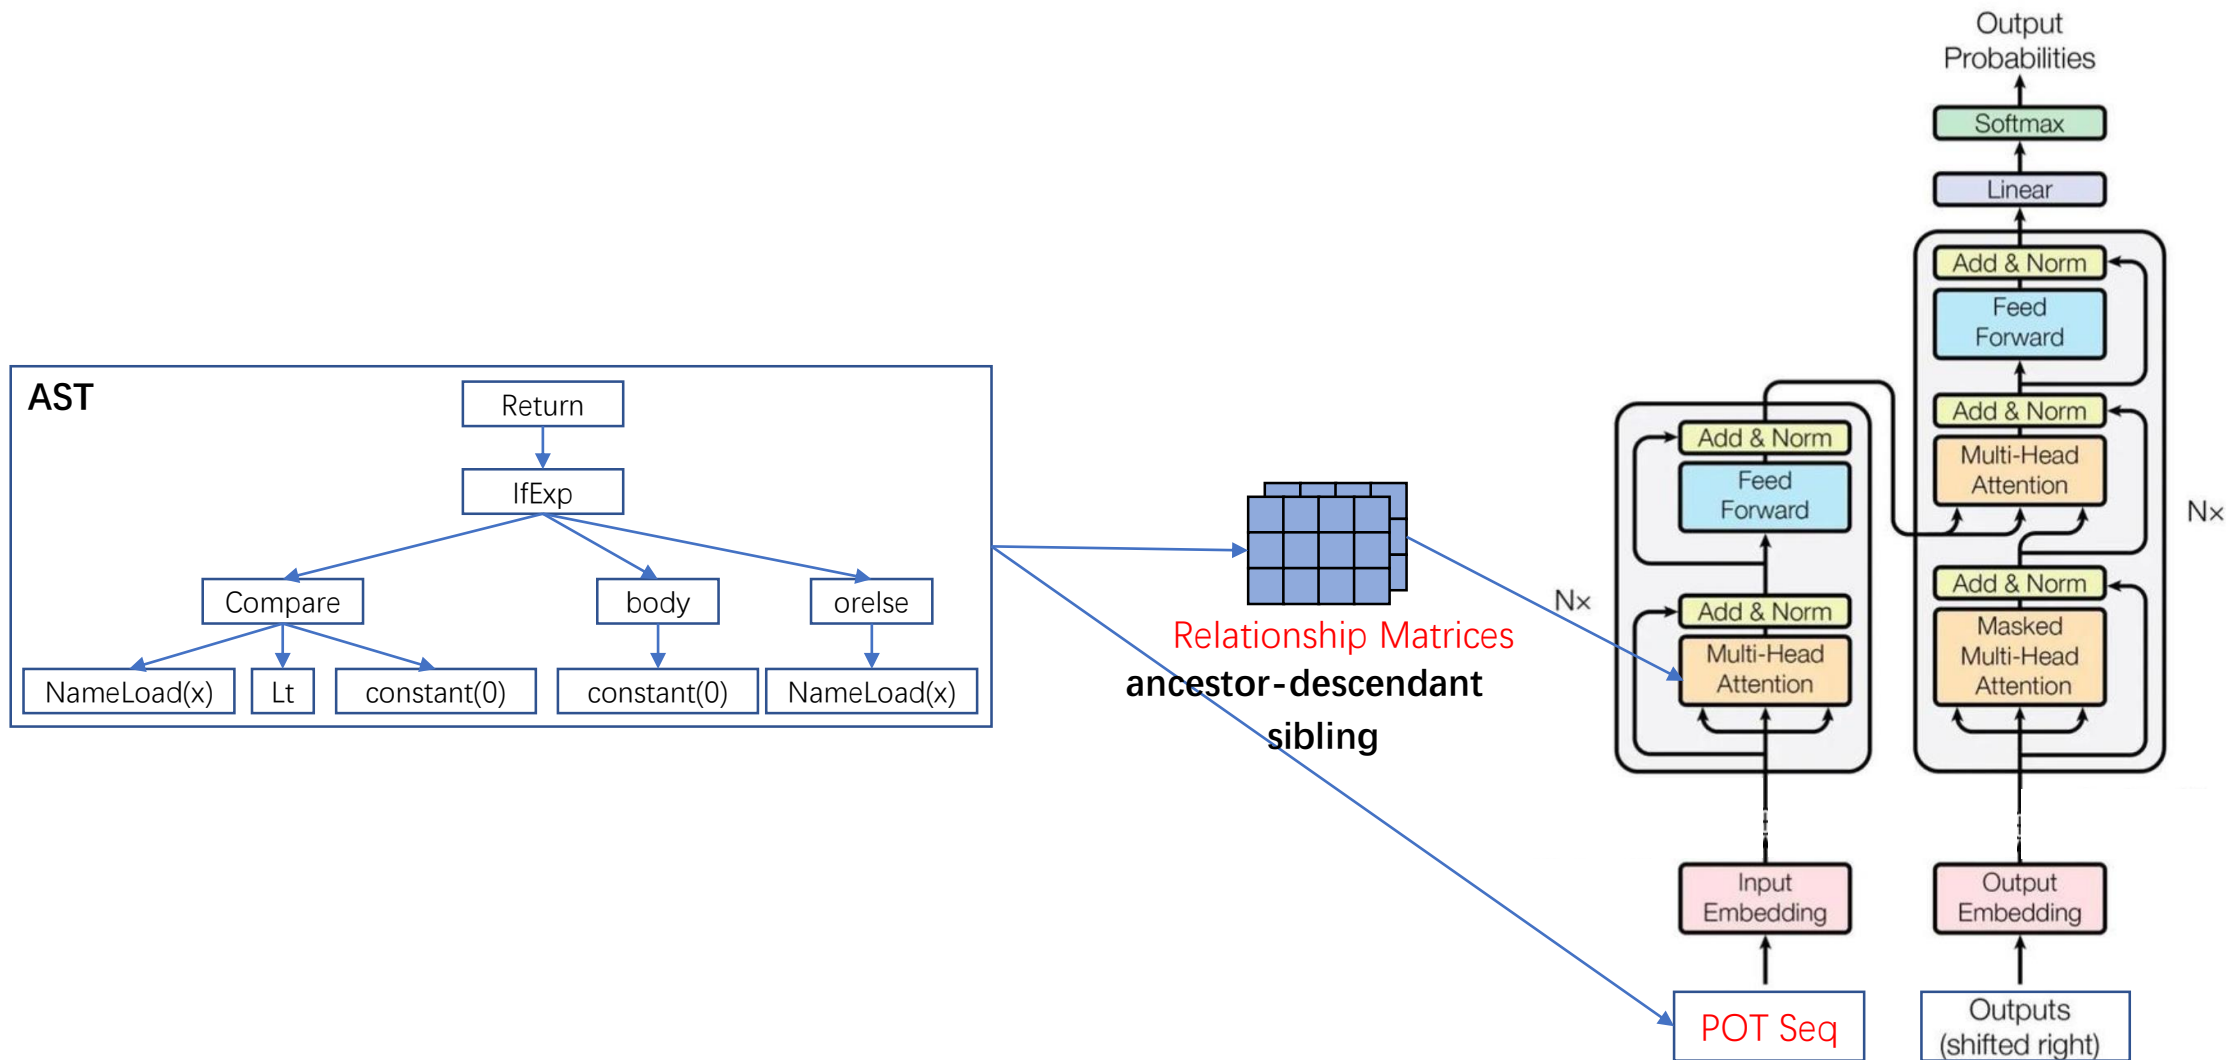 AST
Return
IfExp
Compare
body
orelse
NameLoad(x)
Lt
constant(0)
constant(0)
NameLoad(x)
Relationship Matrices
ancestor-descendant
sibling
N×
Add & Norm
Feed
Forward
Add & Norm
Multi-Head
Attention
Input
Embedding
POT Seq
Output
Probabilities
Softmax
Linear
Add & Norm
Feed
Forward
Add & Norm
Multi-Head
Attention
N×
Add & Norm
Masked
Multi-Head
Attention
Output
Embedding
Outputs
(shifted right)